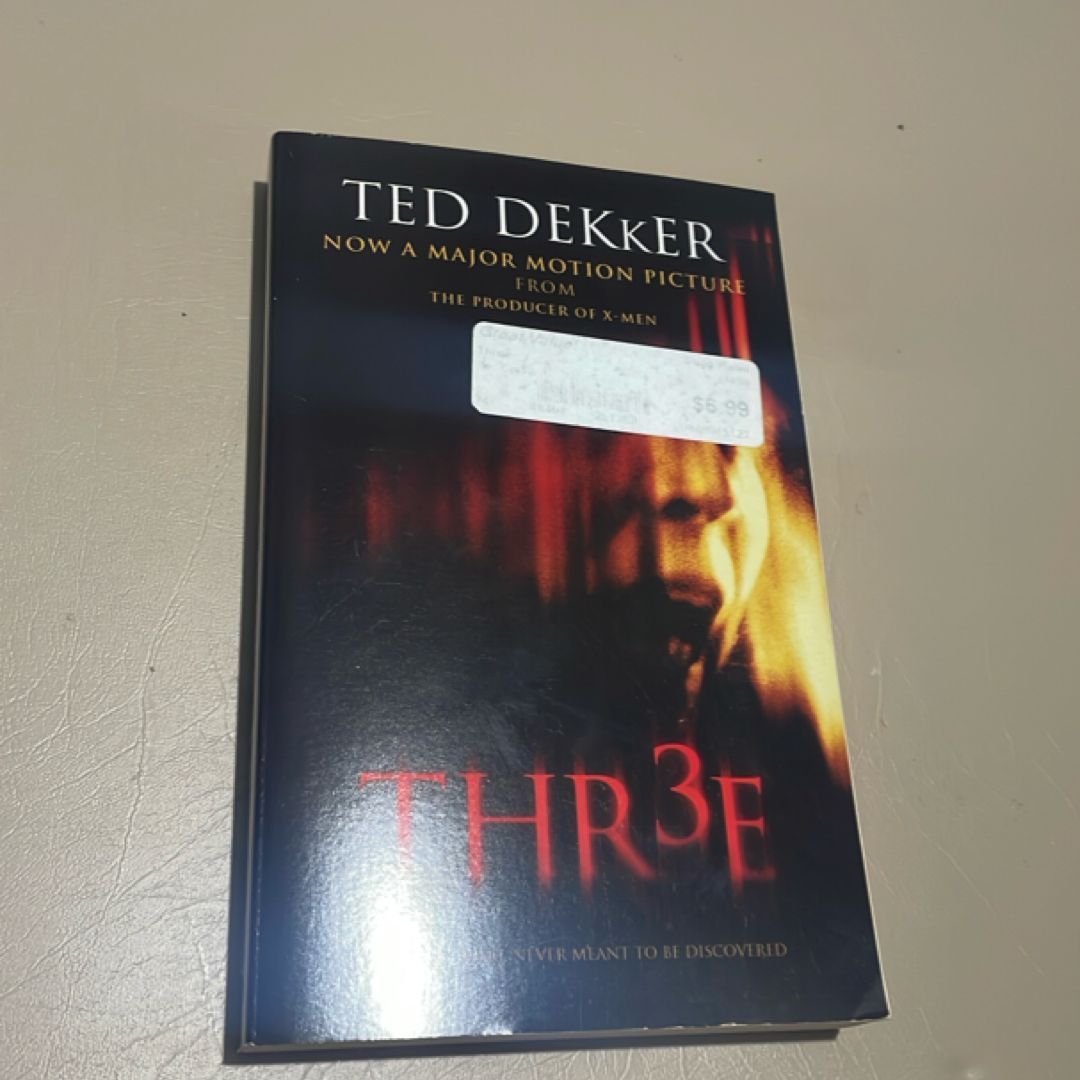 TED DEKKER
NOW A MAJOR MOTION PICTURE
FROM
THE PRODUCER OF X-MEN
$6.99
THR3E
NEVER MEANT TO BE DISCOVERED